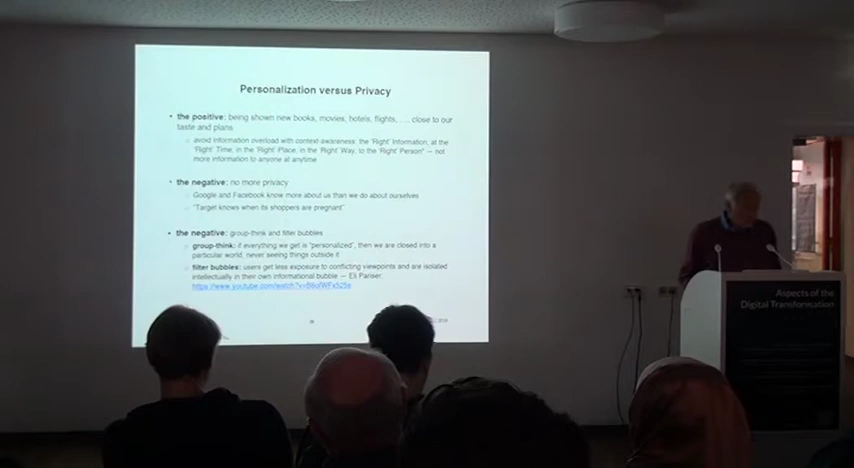 Personalization versus Privacy
• the positive: being shown new books, movies, hotels, flights, … close to our
taste and plans
avoid information overload with context-awareness: the 'Right' Information, at the
'Right' Time, in the 'Right' Place, in the 'Right' Way, to the 'Right' Person" — not
more information to anyone at anytime
• the negative: no more privacy
Google and Facebook know more about us than we do about ourselves
"Target knows when its shoppers are pregnant"
• the negative: group-think and filter bubbles
group-think: if everything we get is "personalized", then we are closed into a
particular world, never seeing things outside it
filter bubbles: users get less exposure to conflicting viewpoints and are isolated
intellectually in their own informational bubble — Eli Pariser:
Aspects of the
Digital Transformation